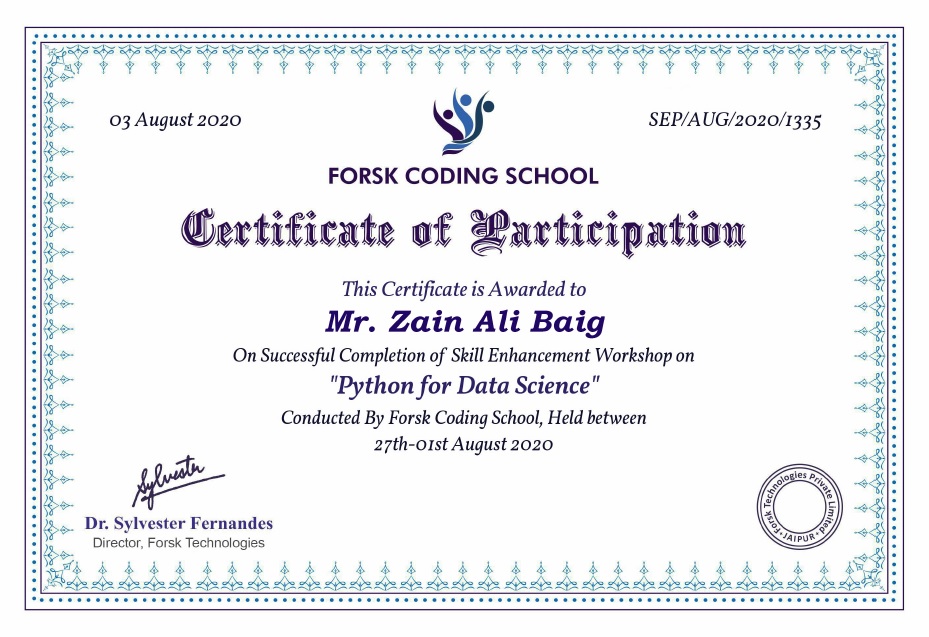 03 August 2020
SEP/AUG/2020/1335
FORSK CODING SCHOOL
Certificate of Participation
This Certificate is Awarded to
Mr. Zain Ali Baig
On Successful Completion of Skill Enhancement Workshop on
"Python for Data Science"
Conducted By Forsk Coding School, Held between
27th-01st August 2020
Sylvester
Dr. Sylvester Fernandes
Director, Forsk Technologies
Forsk Technologies Private Limited
JAIPUR